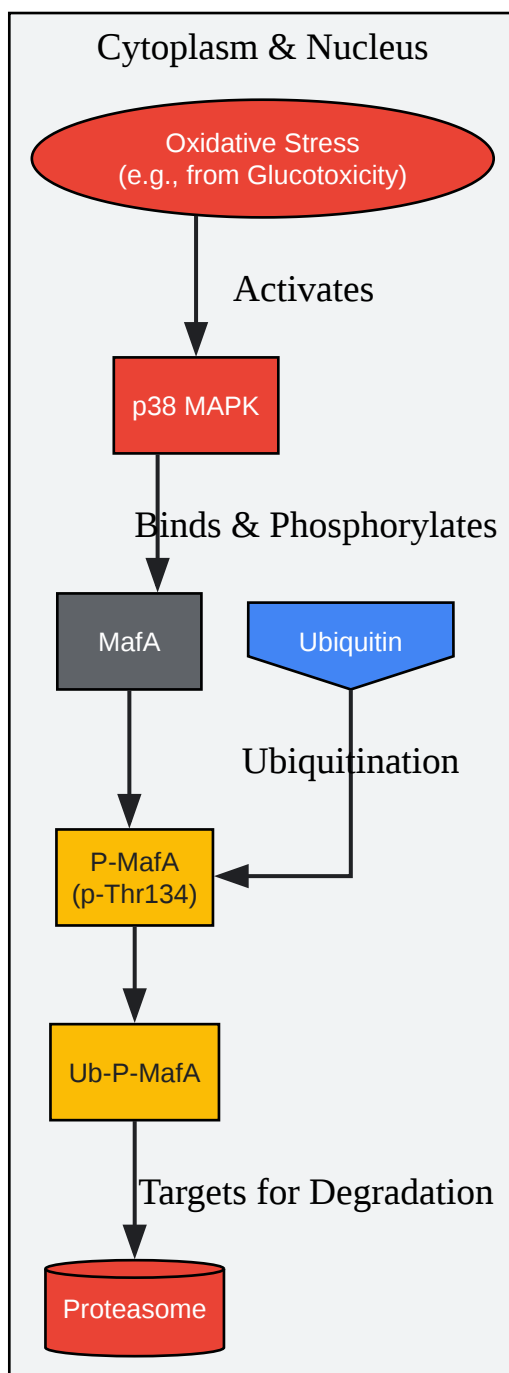 Cytoplasm & Nucleus
Oxidative Stress
(e.g., from Glucotoxicity)
Activates
p38 MAPK
Binds & Phosphorylates
MafA
Ubiquitin
Ubiquitination
P-MafA
(p-Thr134)
Ub-P-MafA
Targets for Degradation
Proteasome